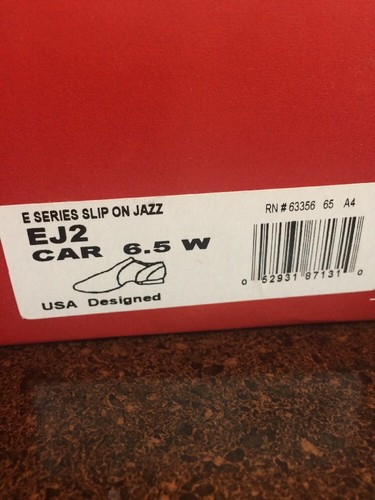 E SERIES SLIP ON JAZZ
RN # 63356 65 A4
EJ2
CAR 6.5 W
USA Designed
0 52931 87131 0